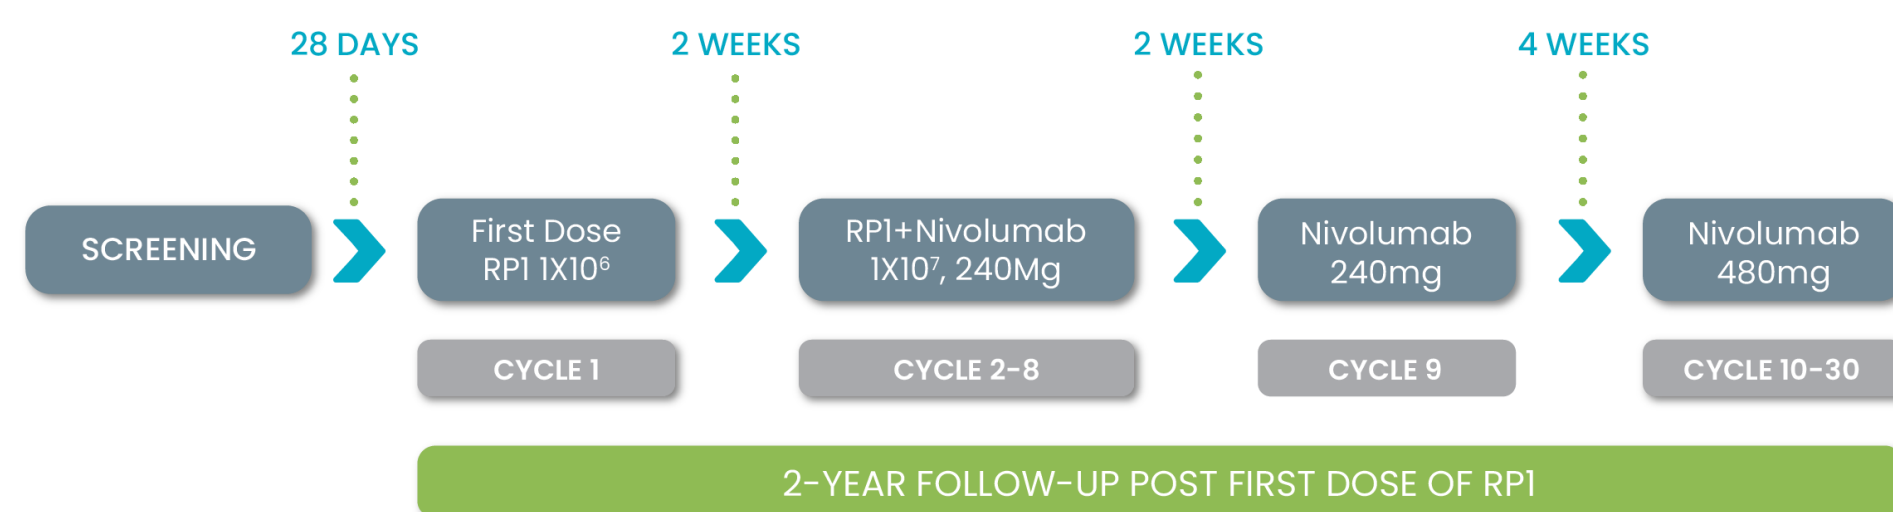 28 DAYS
2 WEEKS
2 WEEKS
4 WEEKS
SCREENING
First Dose
RP1 1X10⁶
RP1+Nivolumab
1X10⁷, 240Mg
Nivolumab
240mg
Nivolumab
480mg
CYCLE 1
CYCLE 2-8
CYCLE 9
CYCLE 10-30
2-YEAR FOLLOW-UP POST FIRST DOSE OF RP1